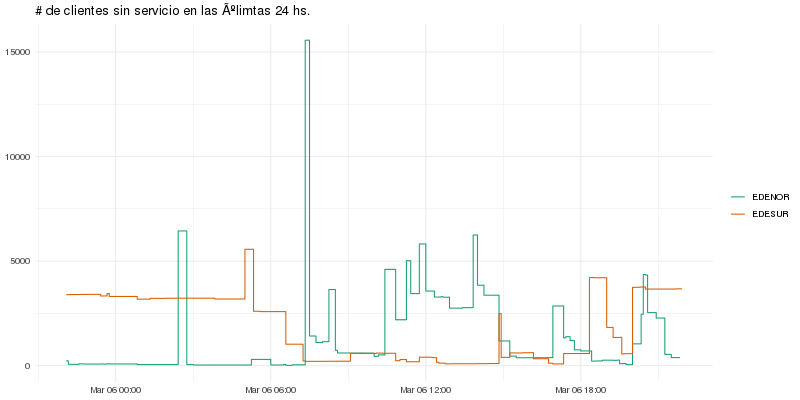 # de clientes sin servicio en las Ãºlimtas 24 hs.
15000
10000
5000
0
Mar 06 00:00
Mar 06 06:00
Mar 06 12:00
Mar 06 18:00
EDENOR
EDESUR